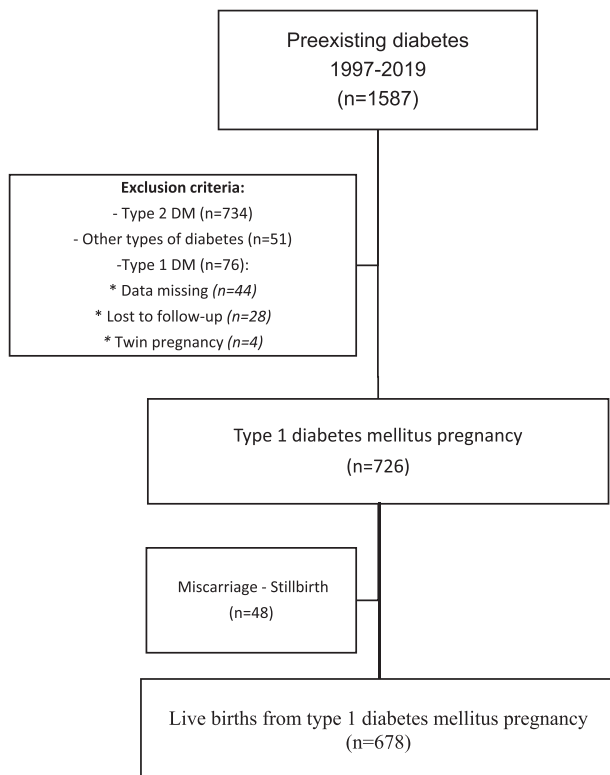 Preexisting diabetes
1997-2019
(n=1587)
Exclusion criteria:
- Type 2 DM (n=734)
- Other types of diabetes (n=51)
-Type 1 DM (n=76):
* Data missing (n=44)
* Lost to follow-up (n=28)
* Twin pregnancy (n=4)
Type 1 diabetes mellitus pregnancy
(n=726)
Miscarriage - Stillbirth
(n=48)
Live births from type 1 diabetes mellitus pregnancy
(n=678)